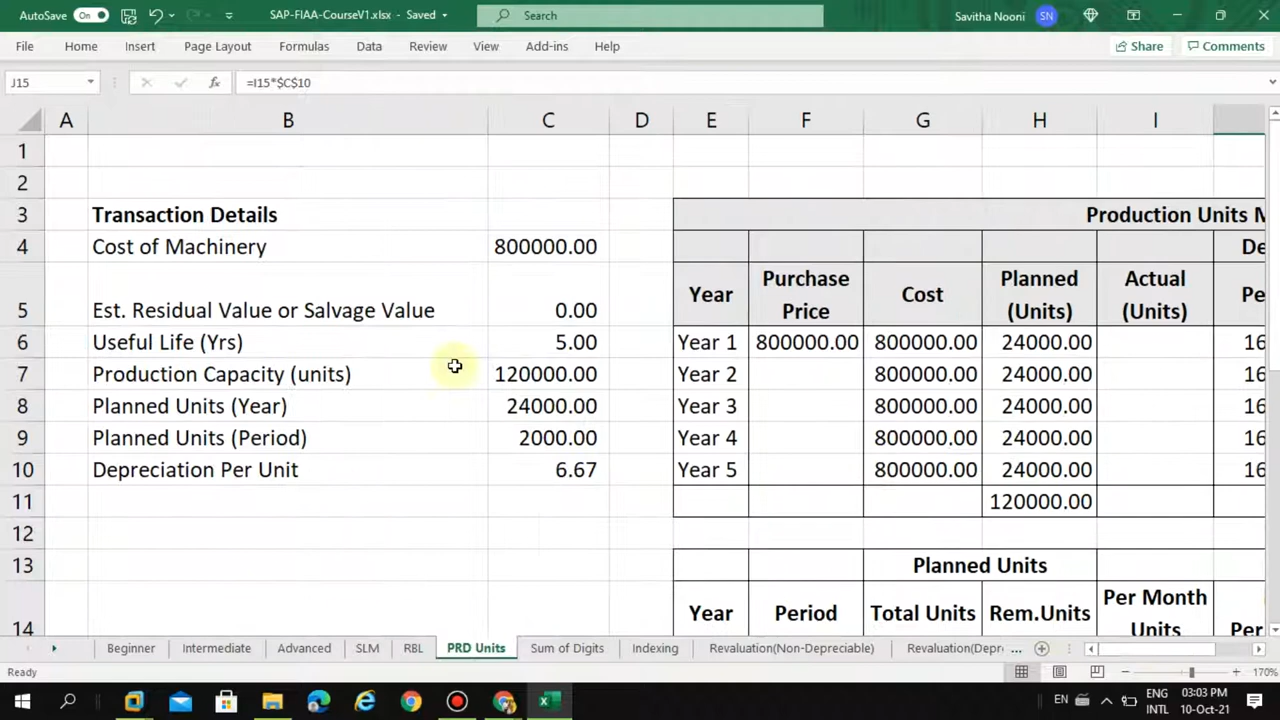 AutoSave On SAP-FIAA-CourseV1.xlsx - Saved Search Savitha Nooni SN
File Home Insert Page Layout Formulas Data Review View Add-ins Help Share Comments
J15 fx =I15*$C$10
A B C D E F G H I
1
2
3 Transaction Details Production Units M
4 Cost of Machinery 800000.00 De
5 Est. Residual Value or Salvage Value 0.00 Year Purchase Price Cost Planned (Units) Actual (Units) Pe
6 Useful Life (Yrs) 5.00 Year 1 800000.00 800000.00 24000.00 16
7 Production Capacity (units) 120000.00 Year 2 800000.00 24000.00 16
8 Planned Units (Year) 24000.00 Year 3 800000.00 24000.00 16
9 Planned Units (Period) 2000.00 Year 4 800000.00 24000.00 16
10 Depreciation Per Unit 6.67 Year 5 800000.00 24000.00 16
11 120000.00
12
13 Planned Units
14 Year Period Total Units Rem.Units Per Month Units Per
Beginner Intermediate Advanced SLM RBL PRD Units Sum of Digits Indexing Revaluation(Non-Depreciable) Revaluation(Depr ...
Ready 170%
EN ENG INTL 03:03 PM 10-Oct-21